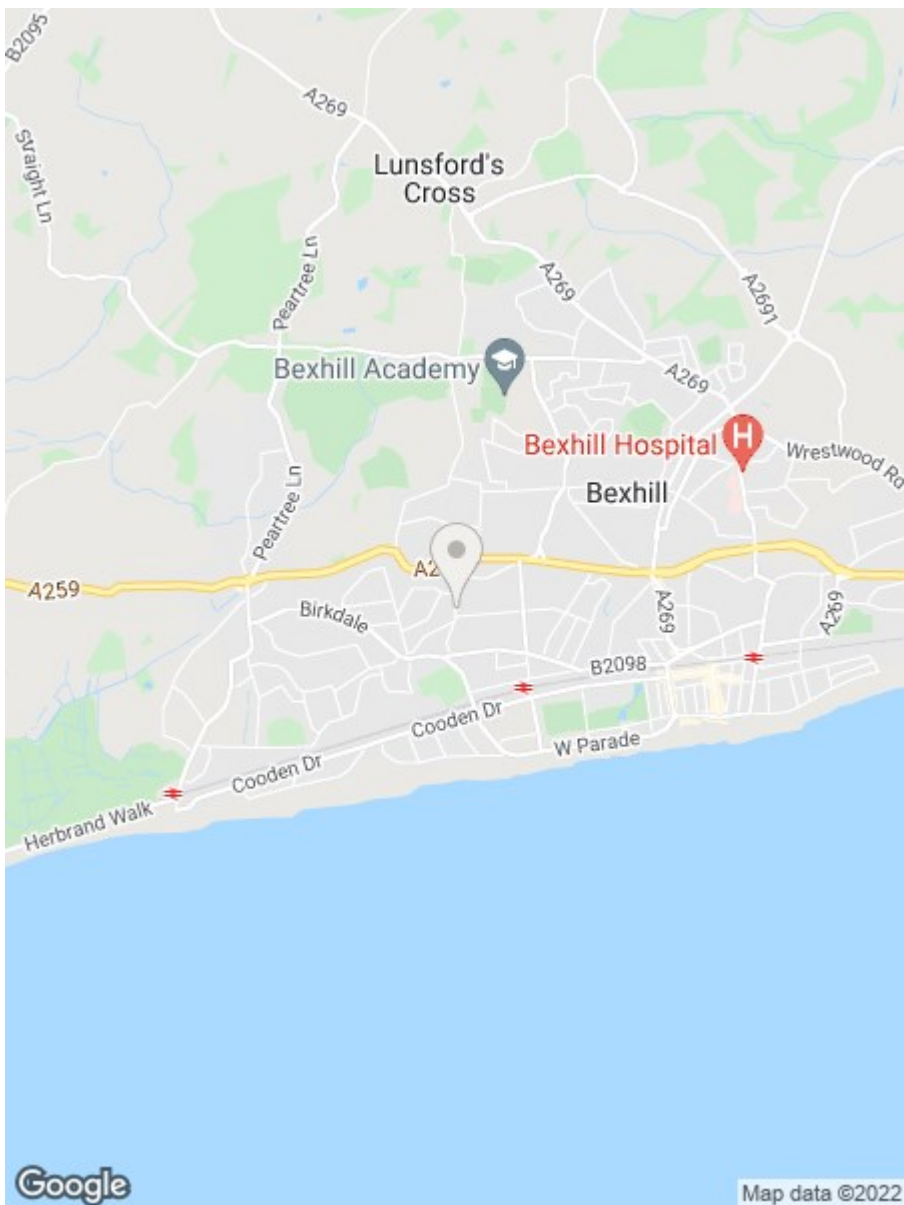 B2095
A269
Straight Ln
Lunsford's
Cross
Peartree Ln
A269
A2691
Bexhill Academy
A269
Bexhill Hospital
H
Wrestwood Rd
Bexhill
Peartree Ln
A259
A2
Birkdale
A269
A269
B2098
Cooden Dr
W Parade
Cooden Dr
Herbrand Walk
Google
Map data ©2022